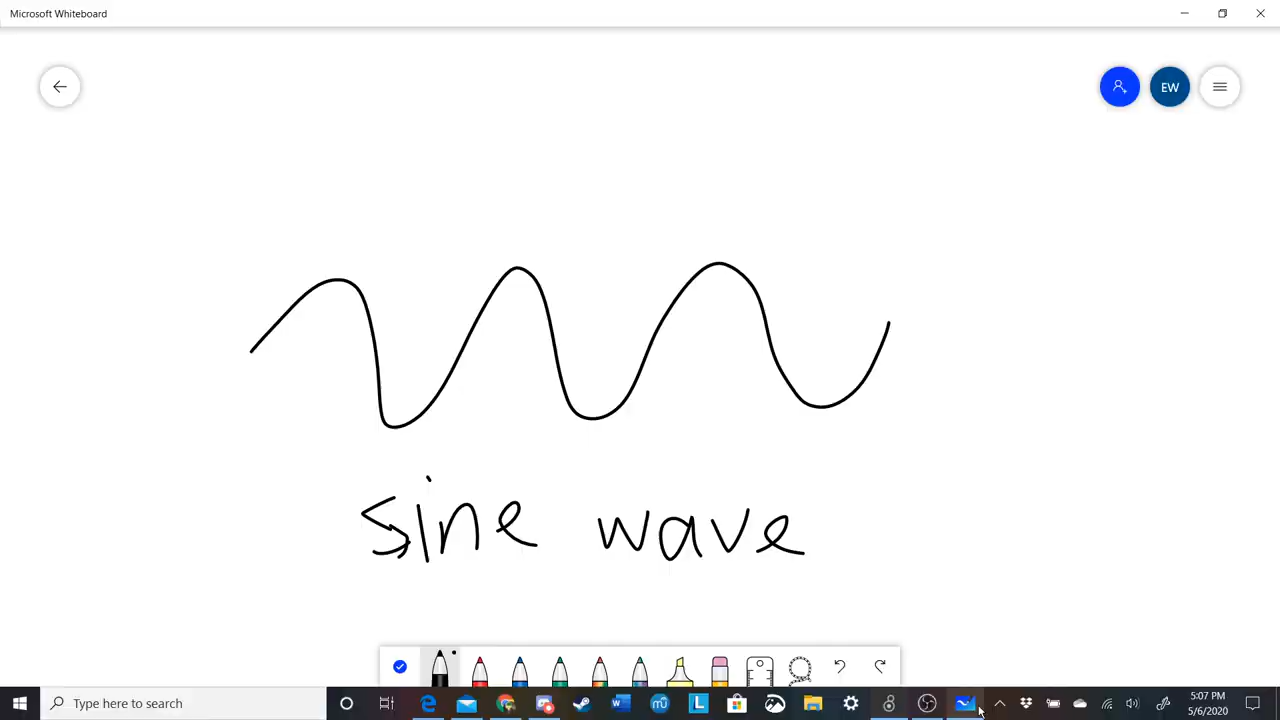 Microsoft Whiteboard
EW
sine wave
Type here to search
5:07 PM
5/6/2020